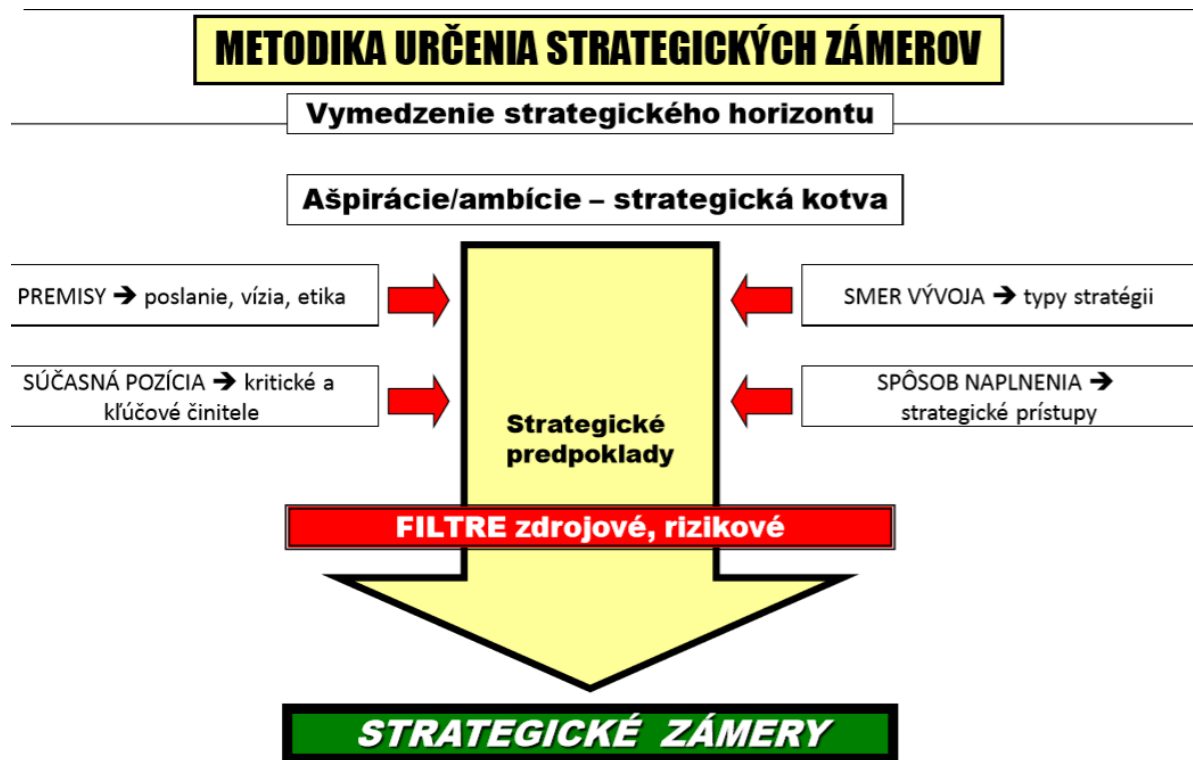 METODIKA URČENIA STRATEGICKÝCH ZÁMEROV
Vymedzenie strategického horizontu
Ašpirácie/ambície – strategická kotva
PREMISY ➔ poslanie, vízia, etika
SMER VÝVOJA ➔ typy stratégii
SÚČASNÁ POZÍCIA ➔ kritické a
kľúčové činitele
SPÔSOB NAPLNENIA ➔
strategické prístupy
Strategické
predpoklady
FILTRE zdrojové, rizikové
STRATEGICKÉ ZÁMERY